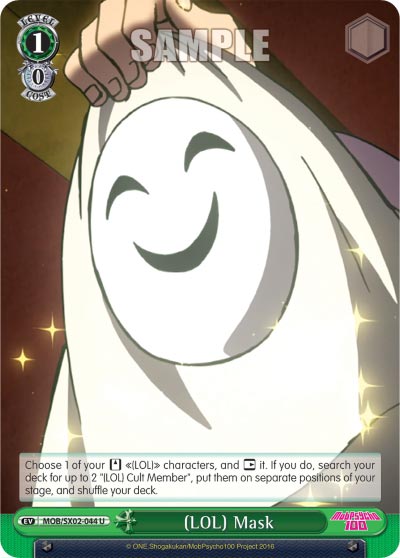 LEVEL
1
0
COST
SAMPLE
Choose 1 of your 《(LOL)》 characters, and it. If you do, search your
deck for up to 2 "(LOL) Cult Member", put them on separate positions of
your stage, and shuffle your deck.
EV MOB/SX02-044 U
(LOL) Mask
MobPsycho
100
© ONE,Shogakukan/MobPsycho100 Project 2016